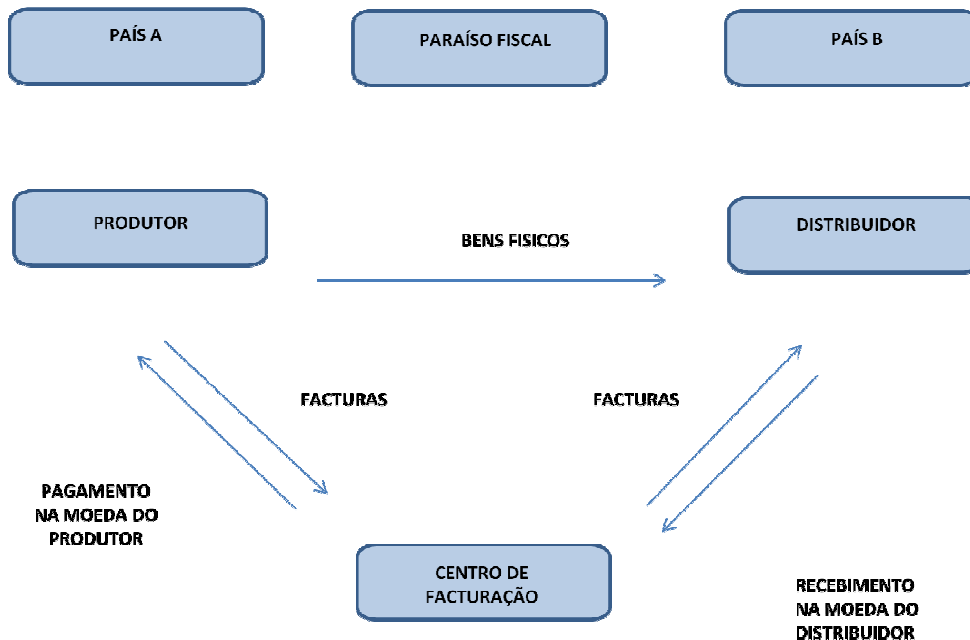 PAÍS A
PARAÍSO FISCAL
PAÍS B
PRODUTOR
BENS FISICOS
DISTRIBUIDOR
FACTURAS
FACTURAS
PAGAMENTO
NA MOEDA DO
PRODUTOR
CENTRO DE
FACTURAÇÃO
RECEBIMENTO
NA MOEDA DO
DISTRIBUIDOR